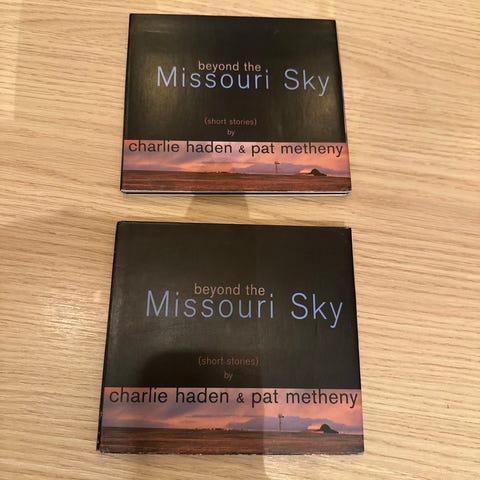 beyond the
Missouri Sky
(short stories)
by
charlie haden & pat metheny
beyond the
Missouri Sky
(short stories)
by
charlie haden & pat metheny